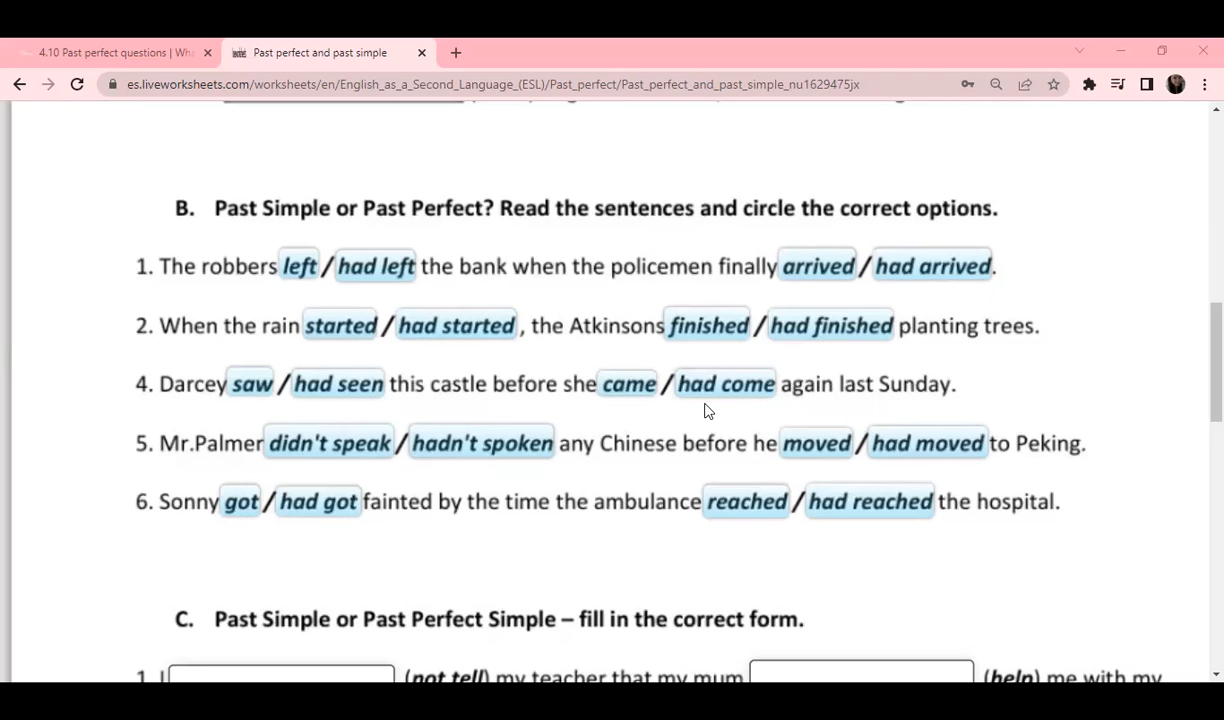 4.10 Past perfect questions | Wha
Past perfect and past simple
es.liveworksheets.com/worksheets/en/English_as_a_Second_Language_(ESL)/Past_perfect/Past_perfect_and_past_simple_nu1629475jx
B. Past Simple or Past Perfect? Read the sentences and circle the correct options.
1. The robbers left / had left the bank when the policemen finally arrived / had arrived.
2. When the rain started / had started , the Atkinsons finished / had finished planting trees.
4. Darcey saw / had seen this castle before she came / had come again last Sunday.
5. Mr.Palmer didn't speak / hadn't spoken any Chinese before he moved / had moved to Peking.
6. Sonny got / had got fainted by the time the ambulance reached / had reached the hospital.
C. Past Simple or Past Perfect Simple – fill in the correct form.
1. I (not tell) my teacher that my mum (help) me with my